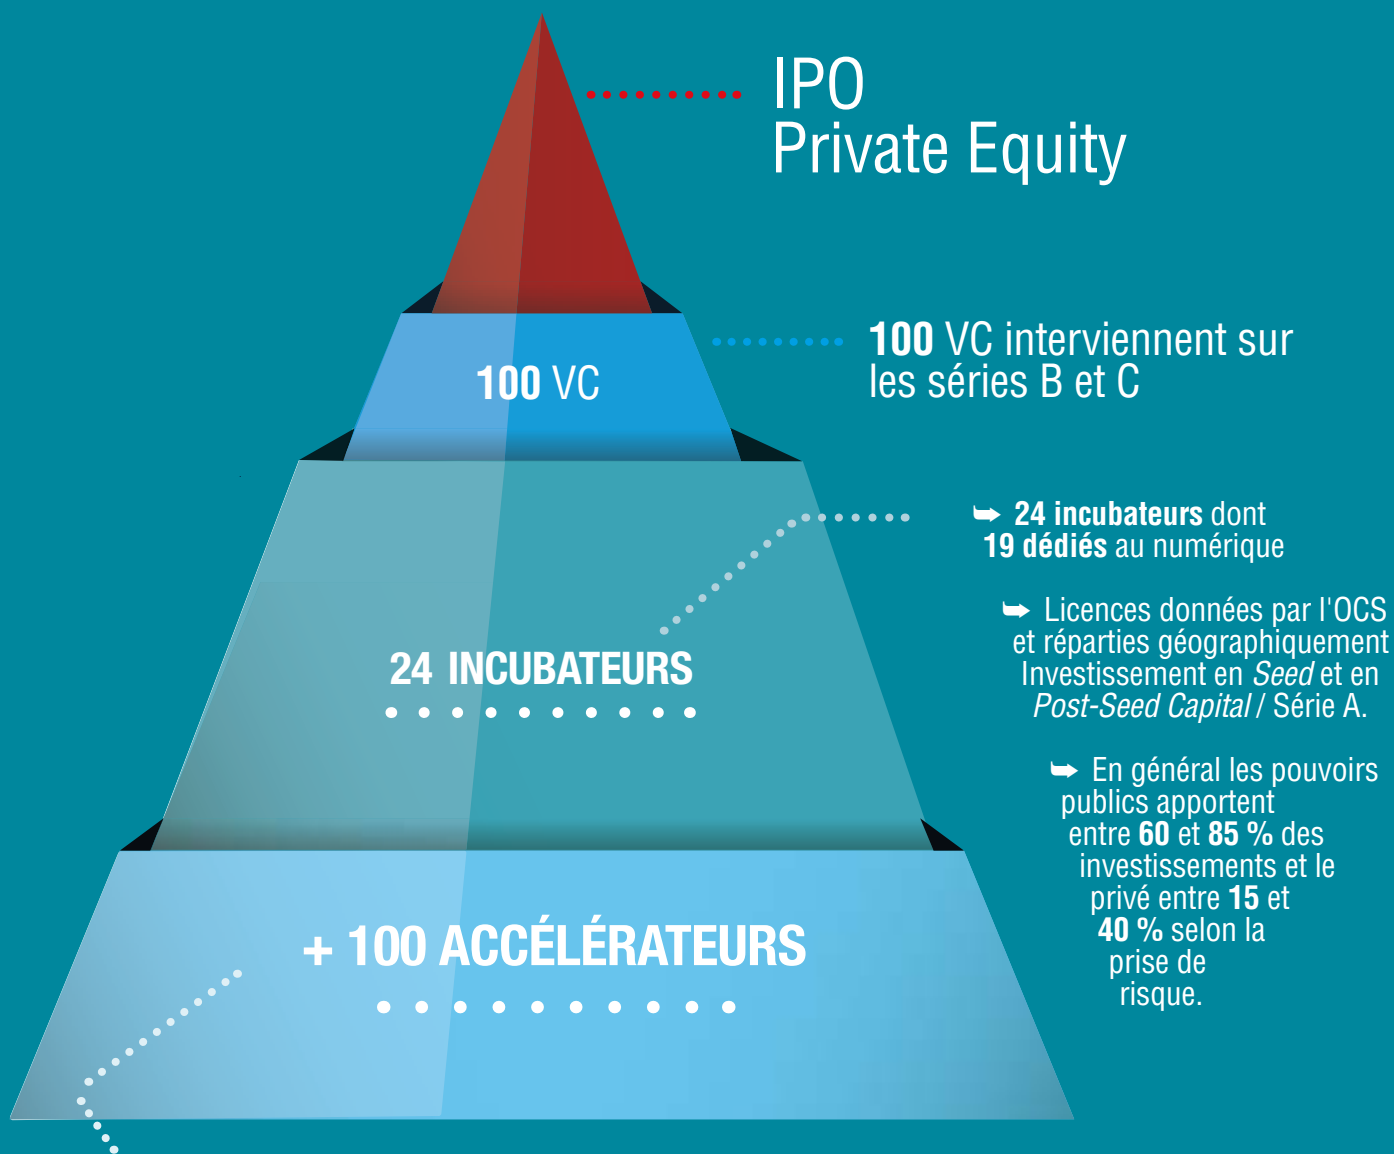 IPO
Private Equity
100 VC interviennent sur
les séries B et C
100 VC
➥ 24 incubateurs dont
19 dédiés au numérique
➥ Licences données par l'OCS
et réparties géographiquement
Investissement en Seed et en
Post-Seed Capital / Série A.
24 INCUBATEURS
➥ En général les pouvoirs
publics apportent
entre 60 et 85 % des
investissements et le
privé entre 15 et
40 % selon la
prise de
risque.
+ 100 ACCÉLÉRATEURS